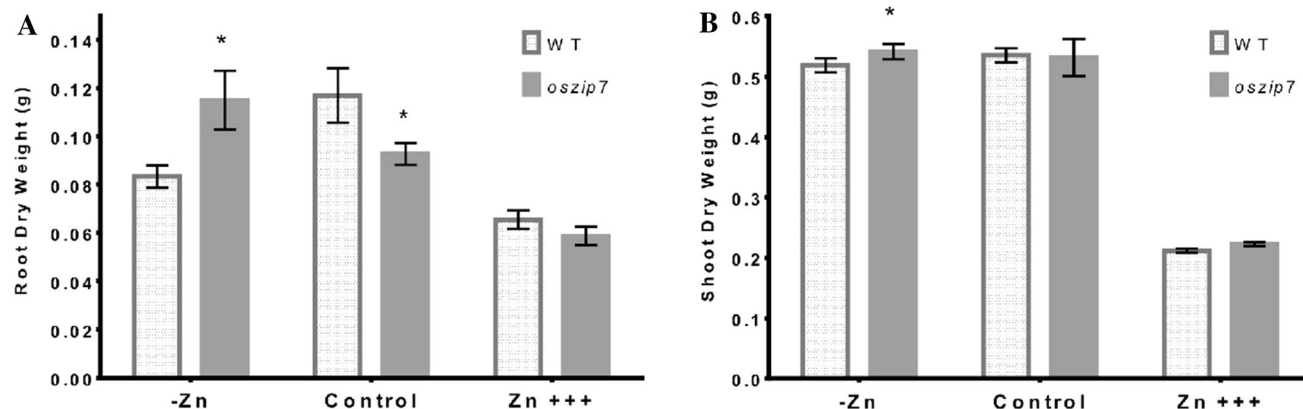 A
Root Dry Weight (g)
0.14
0.12
0.10
0.08
0.06
0.04
0.02
0.00
*
*
WT
oszip7
-Zn Control Zn +++
B
Shoot Dry Weight (g)
0.6
0.5
0.4
0.3
0.2
0.1
0.0
*
WT
oszip7
-Zn Control Zn +++